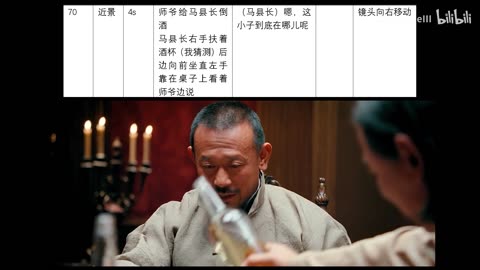 70 近景 4s 师爷给马县长倒 （马县长）嗯，这 镜头向右移动
酒 小子到底在哪儿呢
马县长右手扶着
酒杯（我猜测）后
边向前坐直左手
靠在桌子上看着
师爷边说
elll bilibili